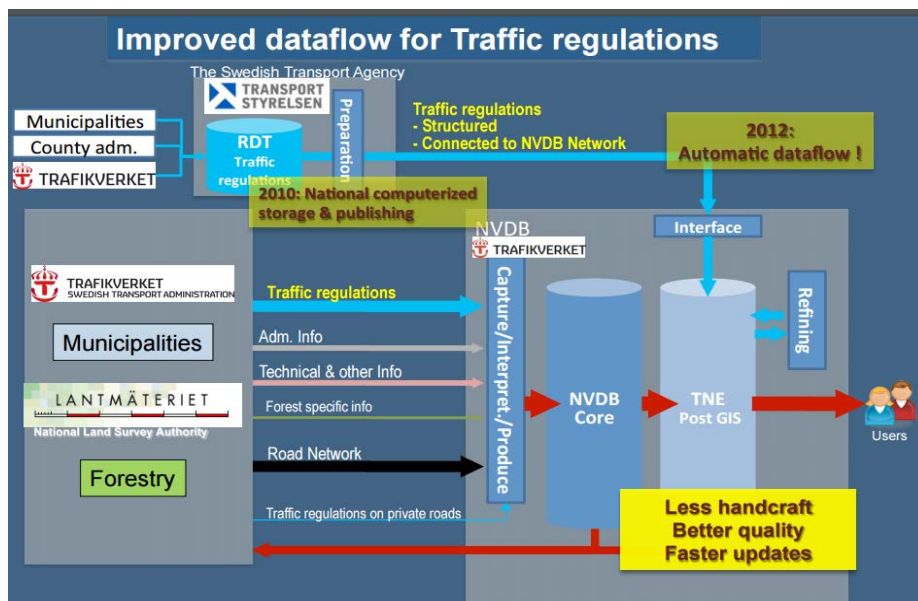 Improved dataflow for Traffic regulations
The Swedish Transport Agency
TRANSPORT
STYRELSEN
Municipalities
County adm.
TRAFIKVERKET
RDT
Traffic
regulations
Preparation
Traffic regulations
- Structured
- Connected to NVDB Network
2012:
Automatic dataflow !
2010: National computerized
storage & publishing
NVDB
TRAFIKVERKET
Interface
TRAFIKVERKET
SWEDISH TRANSPORT ADMINISTRATION
Municipalities
LANTMÄTERIET
National Land Survey Authority
Forestry
Traffic regulations
Adm. Info
Technical & other Info
Forest specific info
Road Network
Traffic regulations on private roads
Capture/Interpret./Produce
NVDB
Core
TNE
Post GIS
Refining
Users
Less handcraft
Better quality
Faster updates